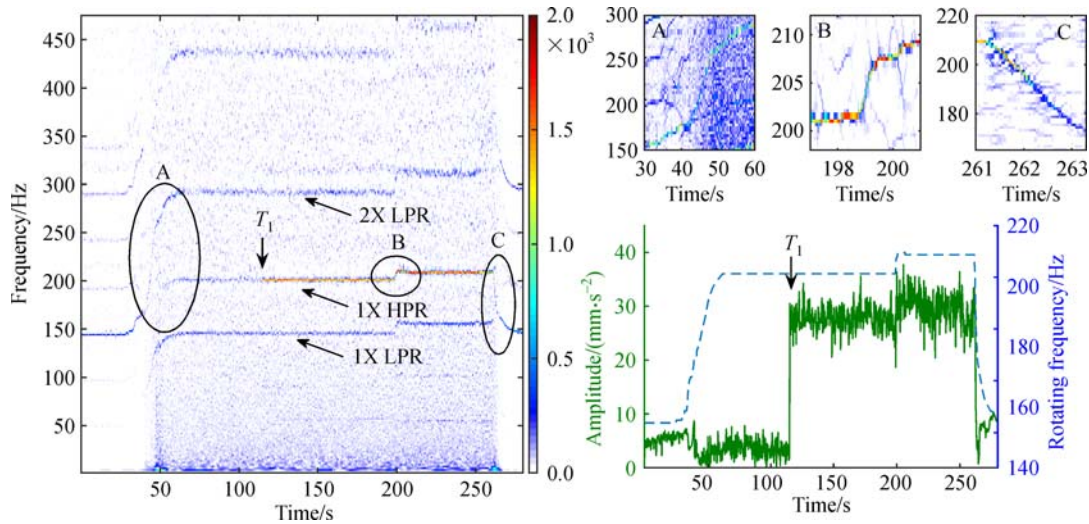 450
400
350
300
250
200
150
100
50
Frequency/Hz
50
100
150
200
250
Time/s
A
T1
B
C
2X LPR
1X HPR
1X LPR
2.0
×10³
1.5
1.0
0.5
0.0
A
300
250
200
150
30 40 50 60
Time/s
B
210
205
200
198 199 200
Time/s
C
220
200
180
261 262 263
Time/s
40
30
20
10
0
Amplitude/(mm·s⁻²)
T1
220
200
180
160
140
Rotating frequency/Hz
50 100 150 200 250
Time/s